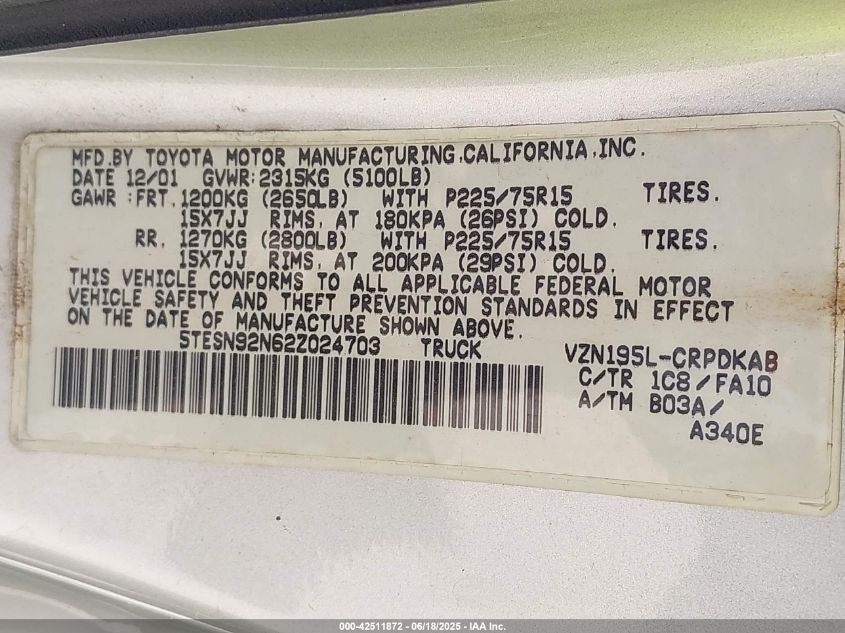 MFD.BY TOYOTA MOTOR MANUFACTURING,CALIFORNIA,INC.
DATE 12/01 GVWR:2315KG (5100LB)
GAWR:FRT.1200KG (2650LB) WITH P225/75R15 TIRES.
15X7JJ RIMS, AT 180KPA (26PSI) COLD.
RR. 1270KG (2800LB) WITH P225/75R15 TIRES.
15X7JJ RIMS, AT 200KPA (29PSI) COLD.
THIS VEHICLE CONFORMS TO ALL APPLICABLE FEDERAL MOTOR
VEHICLE SAFETY AND THEFT PREVENTION STANDARDS IN EFFECT
ON THE DATE OF MANUFACTURE SHOWN ABOVE.
5TESN92N62Z024703 TRUCK VZN195L-CRPDKAB
C/TR 1C8/FA10
A/TM B03A/
A340E
000-42511872 - 06/18/2025 - IAA Inc.